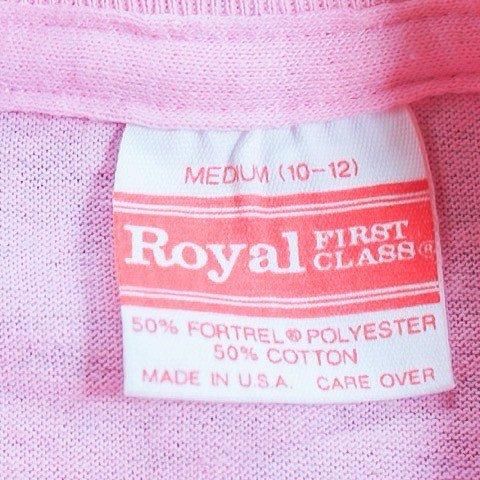 MEDIUM (10-12)
Royal FIRST CLASS®
50% FORTREL® POLYESTER
50% COTTON
MADE IN U.S.A. CARE OVER